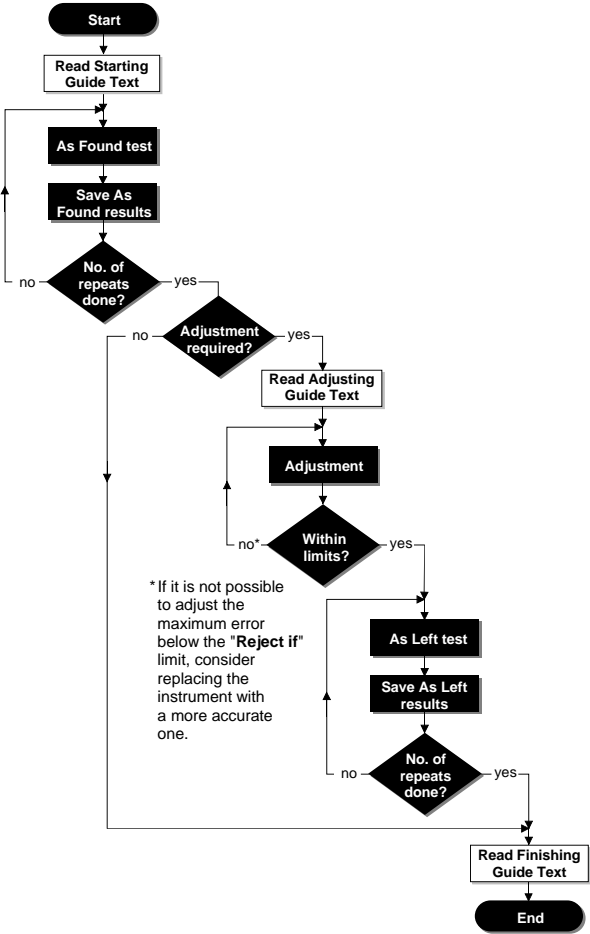 Start
Read Starting
Guide Text
As Found test
Save As
Found results
No. of
repeats
done?
no
yes
Adjustment
required?
no
yes
Read Adjusting
Guide Text
Adjustment
Within
limits?
no*
yes
* If it is not possible
to adjust the
maximum error
below the "Reject if"
limit, consider
replacing the
instrument with
a more accurate
one.
As Left test
Save As Left
results
No. of
repeats
done?
no
yes
Read Finishing
Guide Text
End